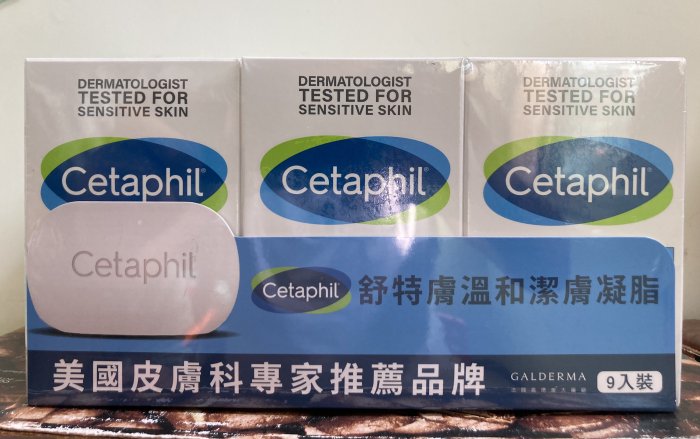 DERMATOLOGIST
TESTED FOR
SENSITIVE SKIN
Cetaphil
DERMATOLOGIST
TESTED FOR
SENSITIVE SKIN
Cetaphil
DERMATOLOGIST
TESTED FOR
SENSITIVE SKIN
Cetaphil
Cetaphil
Cetaphil 舒特膚溫和潔膚凝脂
美國皮膚科專家推薦品牌 GALDERMA 9入裝